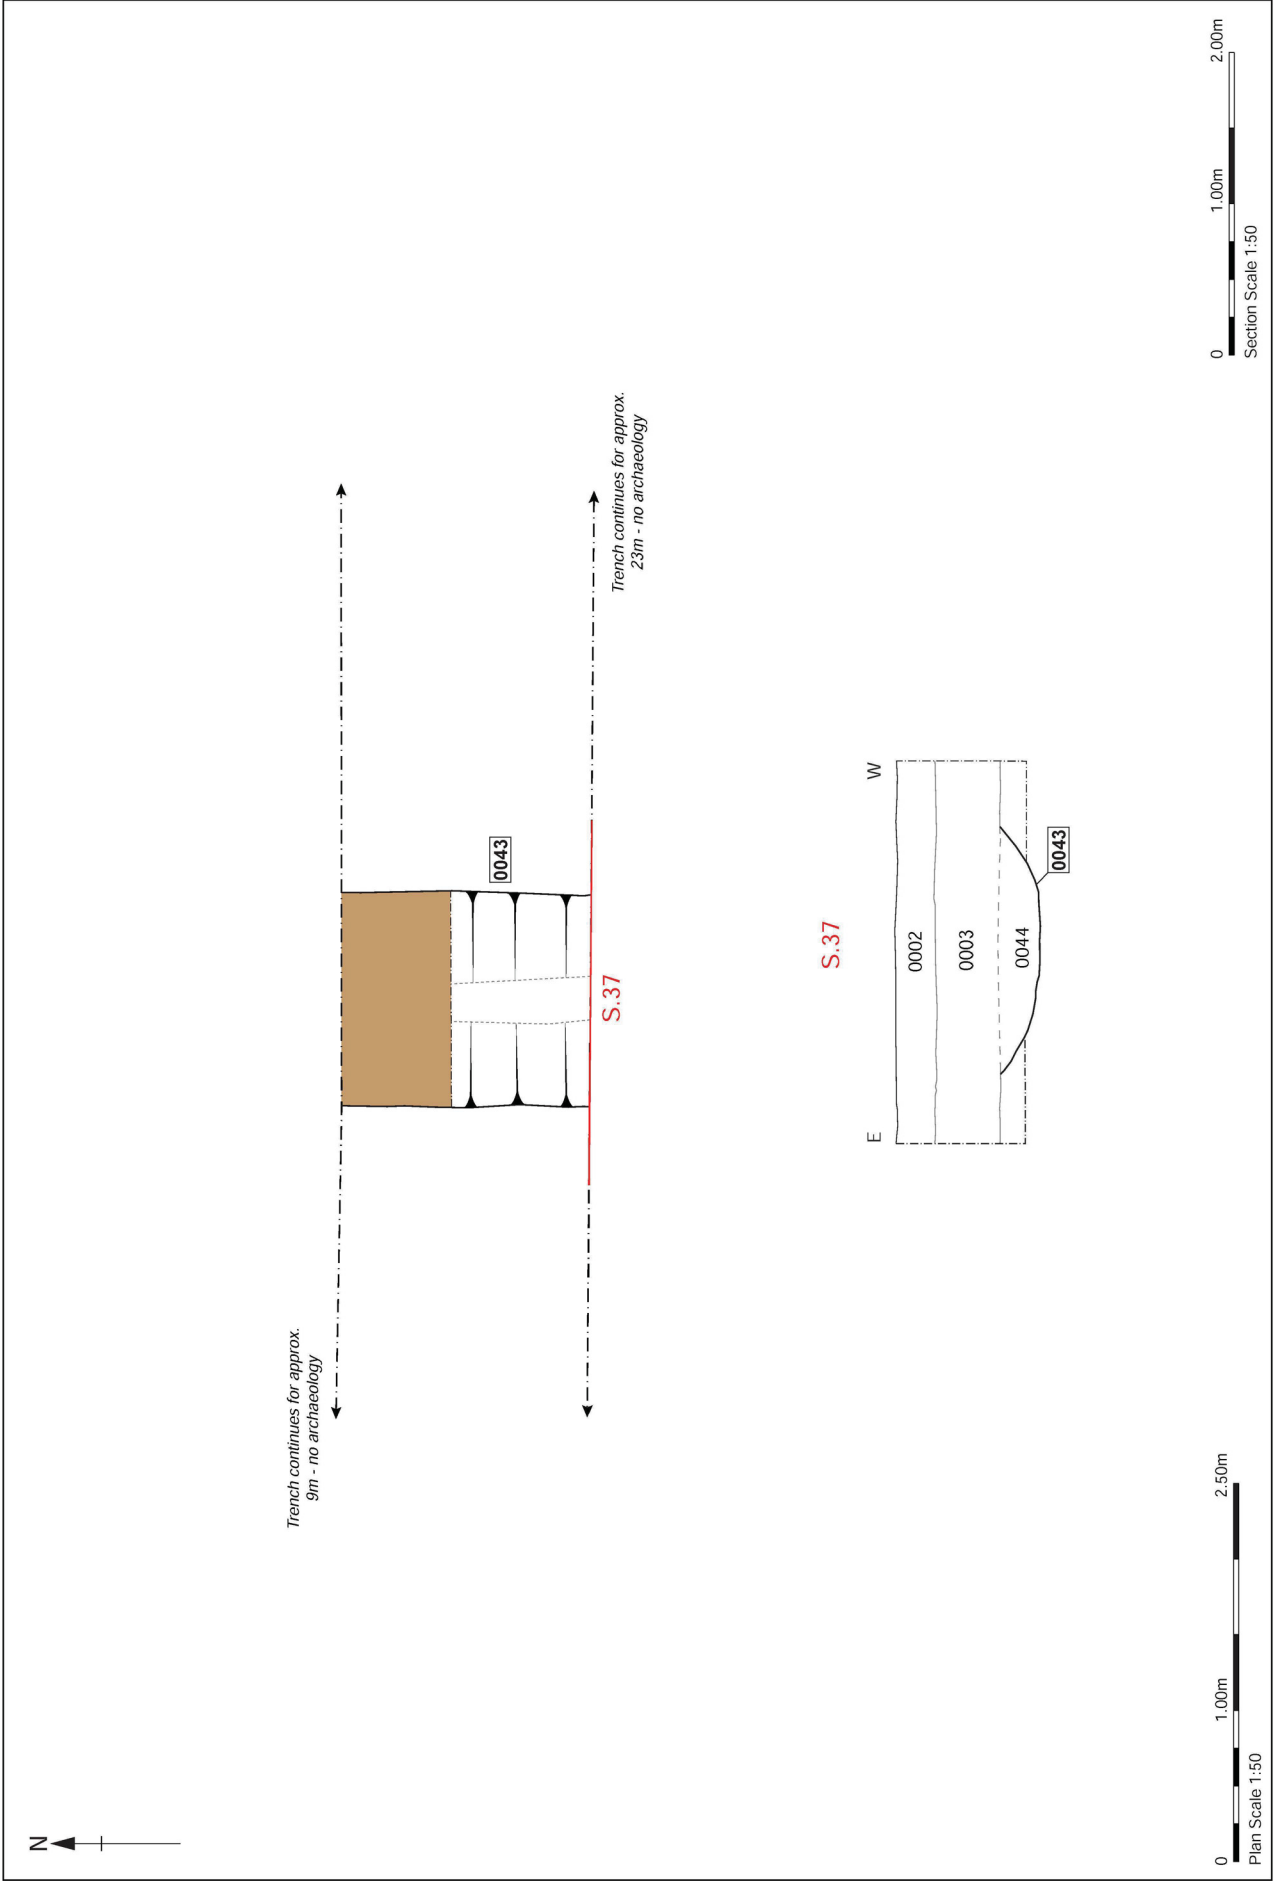 N
Trench continues for approx.
9m - no archaeology
0043
S.37
Trench continues for approx.
23m - no archaeology
S.37
E
W
0002
0003
0044
0043
0
1.00m
2.50m
Plan Scale 1:50
0
1.00m
2.00m
Section Scale 1:50